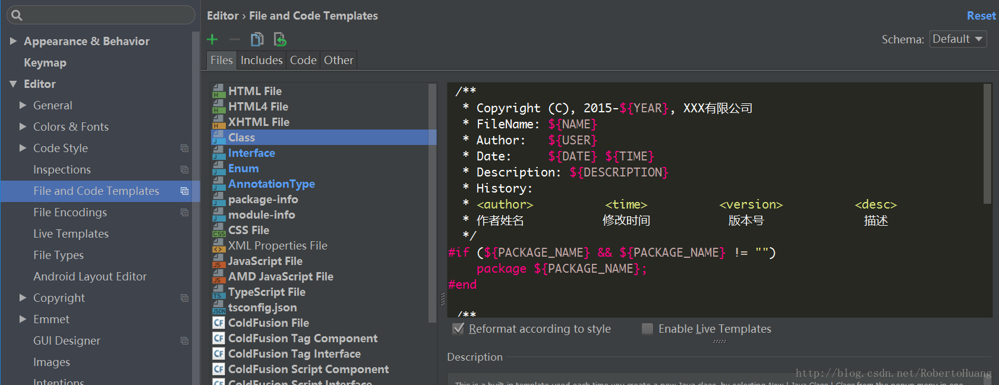 Appearance & Behavior
Keymap
Editor
General
Colors & Fonts
Code Style
Inspections
File and Code Templates
File Encodings
Live Templates
File Types
Android Layout Editor
Copyright
Emmet
GUI Designer
Images
Intentions
Editor › File and Code Templates
Reset
Schema: Default
Files Includes Code Other
HTML File
HTML4 File
XHTML File
Class
Interface
Enum
AnnotationType
package-info
module-info
CSS File
XML Properties File
JavaScript File
AMD JavaScript File
TypeScript File
tsconfig.json
ColdFusion File
ColdFusion Tag Component
ColdFusion Tag Interface
ColdFusion Script Component
ColdFusion Script Interface
/**
* Copyright (C), 2015-${YEAR}, XXX有限公司
* FileName: ${NAME}
* Author: ${USER}
* Date: ${DATE} ${TIME}
* Description: ${DESCRIPTION}
* History:
* <author> <time> <version> <desc>
* 作者姓名 修改时间 版本号 描述
*/
#if (${PACKAGE_NAME} && ${PACKAGE_NAME} != "")
package ${PACKAGE_NAME};
#end
/**
Reformat according to style Enable Live Templates
Description
This is a built-in template used each time you create a new Java class, by selecting New | Java Class | Class from the popup menu in one
http://blog.csdn.net/RobertoHuang